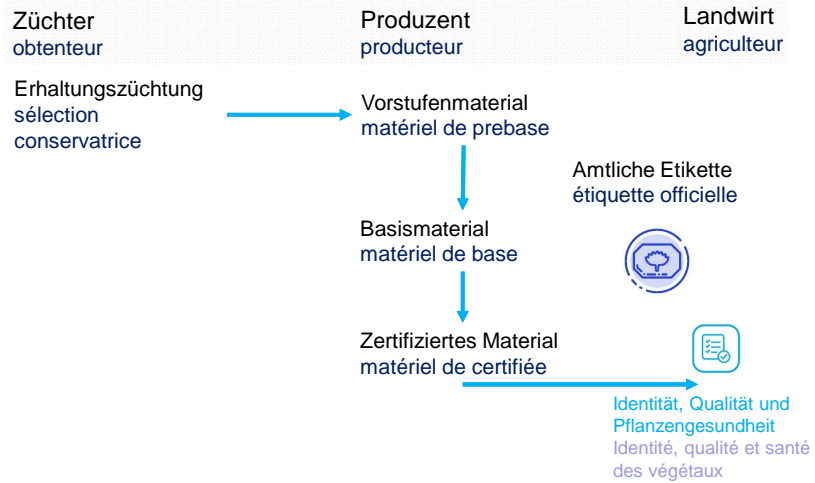 Züchter
obtenteur
Produzent
producteur
Landwirt
agriculteur
Erhaltungszüchtung
sélection
conservatrice
Vorstufenmaterial
matériel de prebase
Amtliche Etikette
étiquette officielle
Basismaterial
matériel de base
Zertifiziertes Material
matériel de certifiée
Identität, Qualität und
Pflanzengesundheit
Identité, qualité et santé
des végétaux